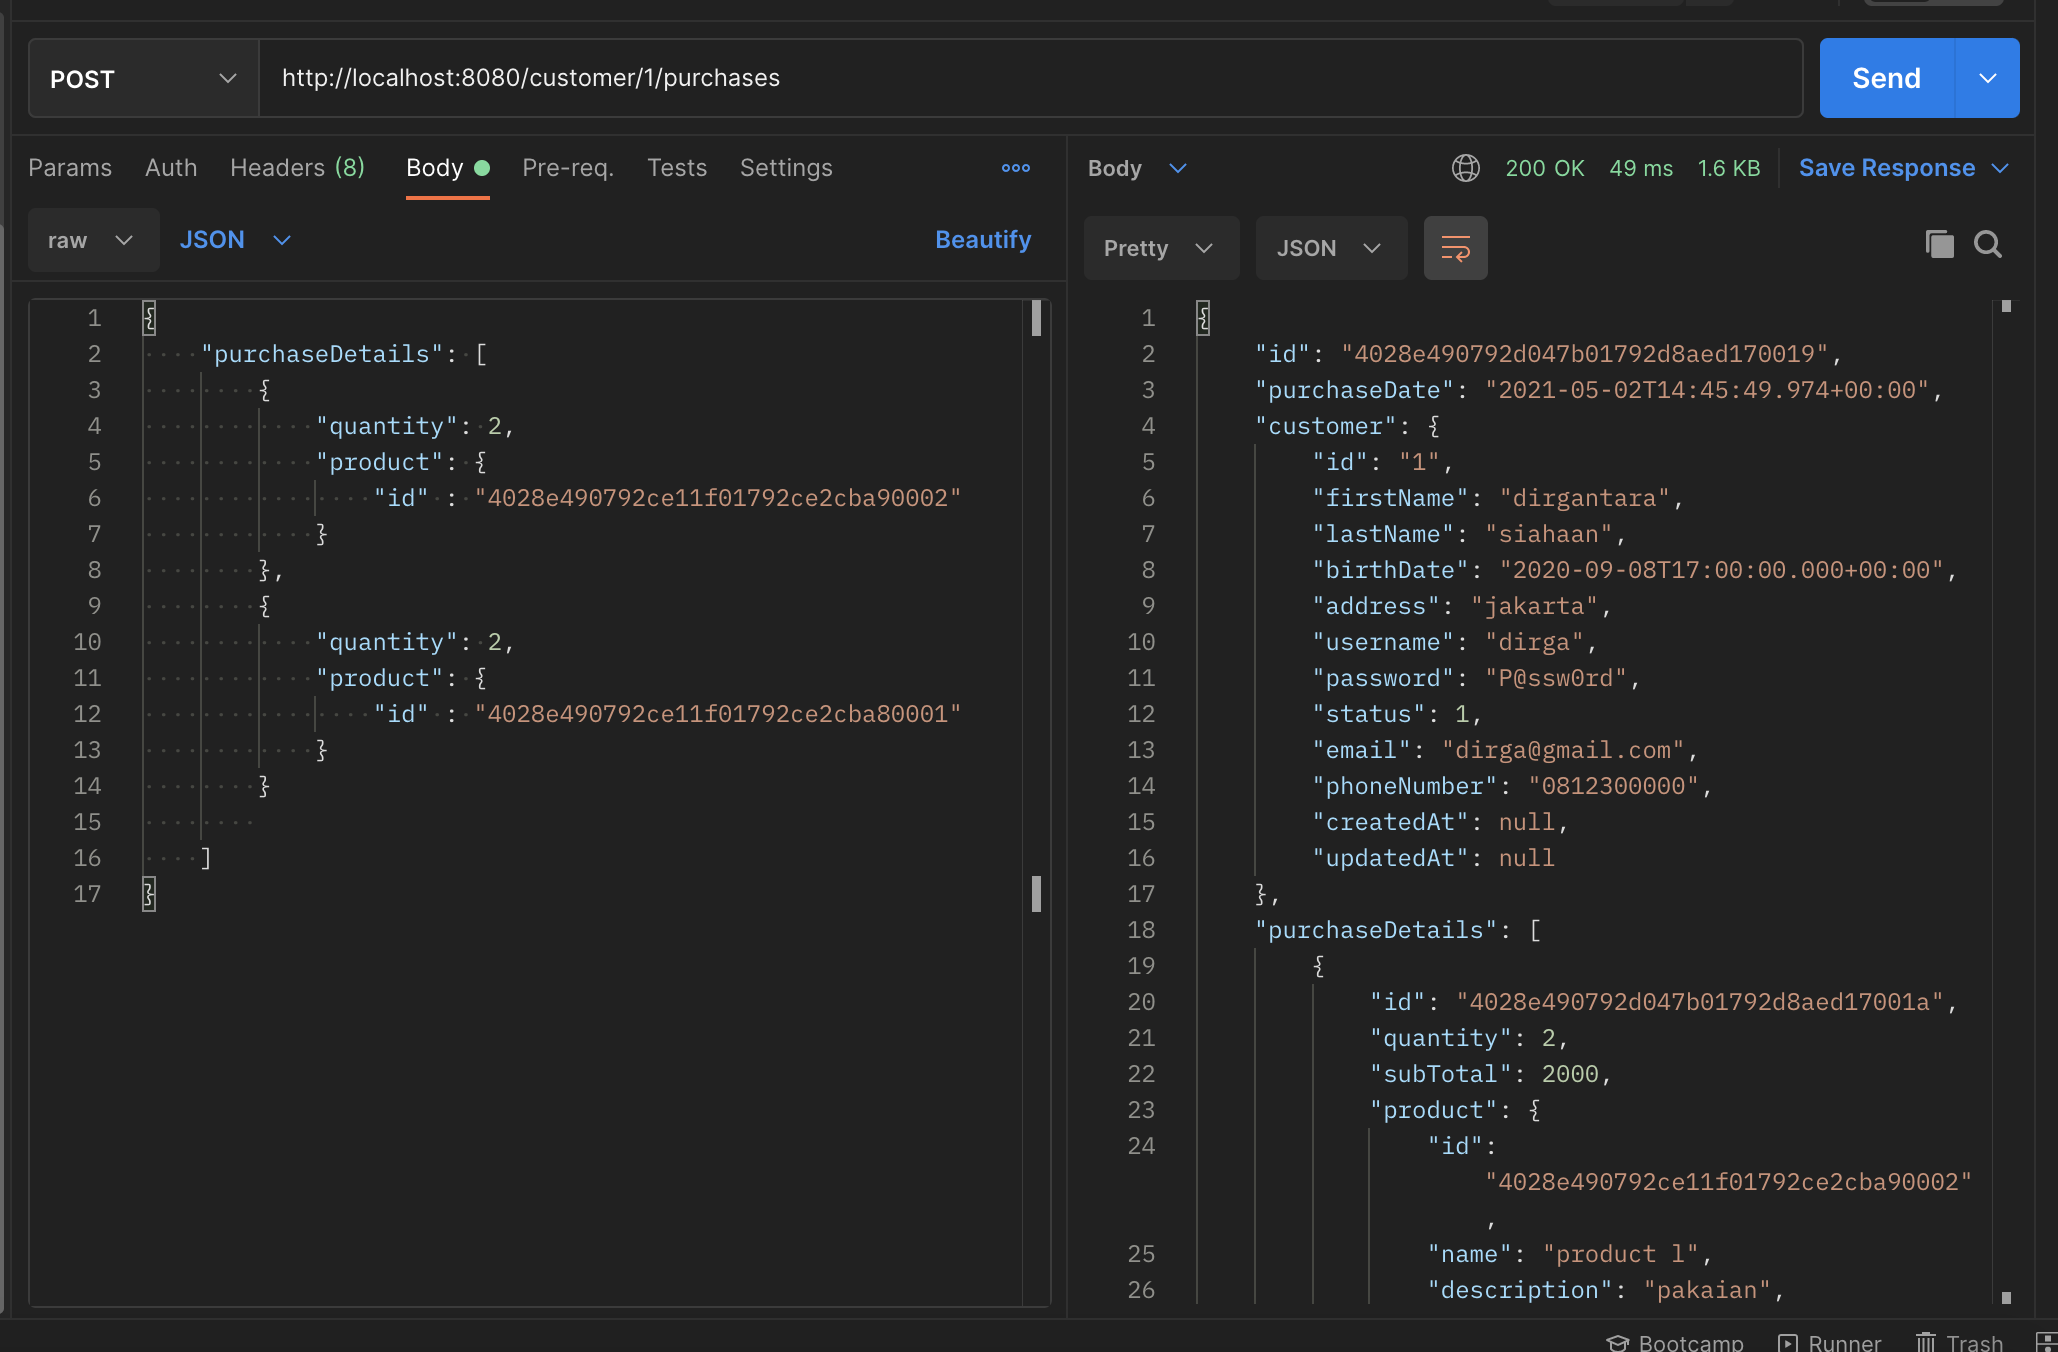 POST http://localhost:8080/customer/1/purchases Send
Params Auth Headers (8) Body Pre-req. Tests Settings
raw JSON Beautify
1 {
2 "purchaseDetails": [
3 {
4 "quantity": 2,
5 "product": {
6 "id" : "4028e490792ce11f01792ce2cba90002"
7 }
8 },
9 {
10 "quantity": 2,
11 "product": {
12 "id" : "4028e490792ce11f01792ce2cba80001"
13 }
14 }
15
16 ]
17 }
Body 200 OK 49 ms 1.6 KB Save Response
Pretty JSON
1 {
2 "id": "4028e490792d047b01792d8aed170019",
3 "purchaseDate": "2021-05-02T14:45:49.974+00:00",
4 "customer": {
5 "id": "1",
6 "firstName": "dirgantara",
7 "lastName": "siahaan",
8 "birthDate": "2020-09-08T17:00:00.000+00:00",
9 "address": "jakarta",
10 "username": "dirga",
11 "password": "P@ssw0rd",
12 "status": 1,
13 "email": "dirga@gmail.com",
14 "phoneNumber": "0812300000",
15 "createdAt": null,
16 "updatedAt": null
17 },
18 "purchaseDetails": [
19 {
20 "id": "4028e490792d047b01792d8aed17001a",
21 "quantity": 2,
22 "subTotal": 2000,
23 "product": {
24 "id":
"4028e490792ce11f01792ce2cba90002"
,
25 "name": "product l",
26 "description": "pakaian",
Bootcamp Runner Trash